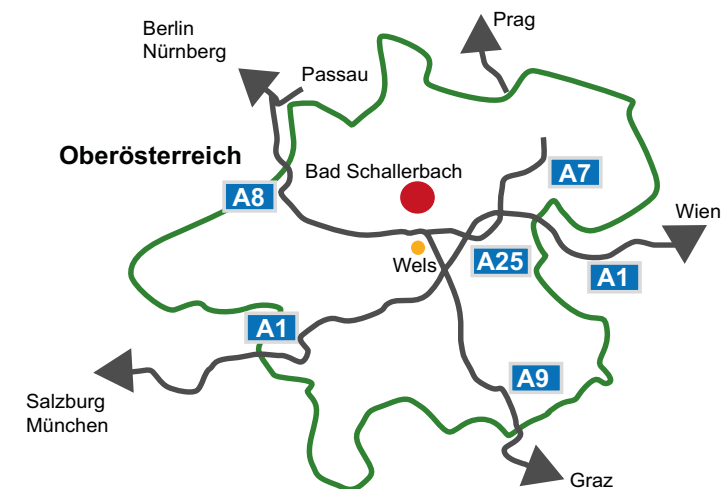 Berlin
Nürnberg
Prag
Passau
Oberösterreich
Bad Schallerbach
A7
A8
Wien
Wels
A25
A1
A1
A9
Salzburg
München
Graz